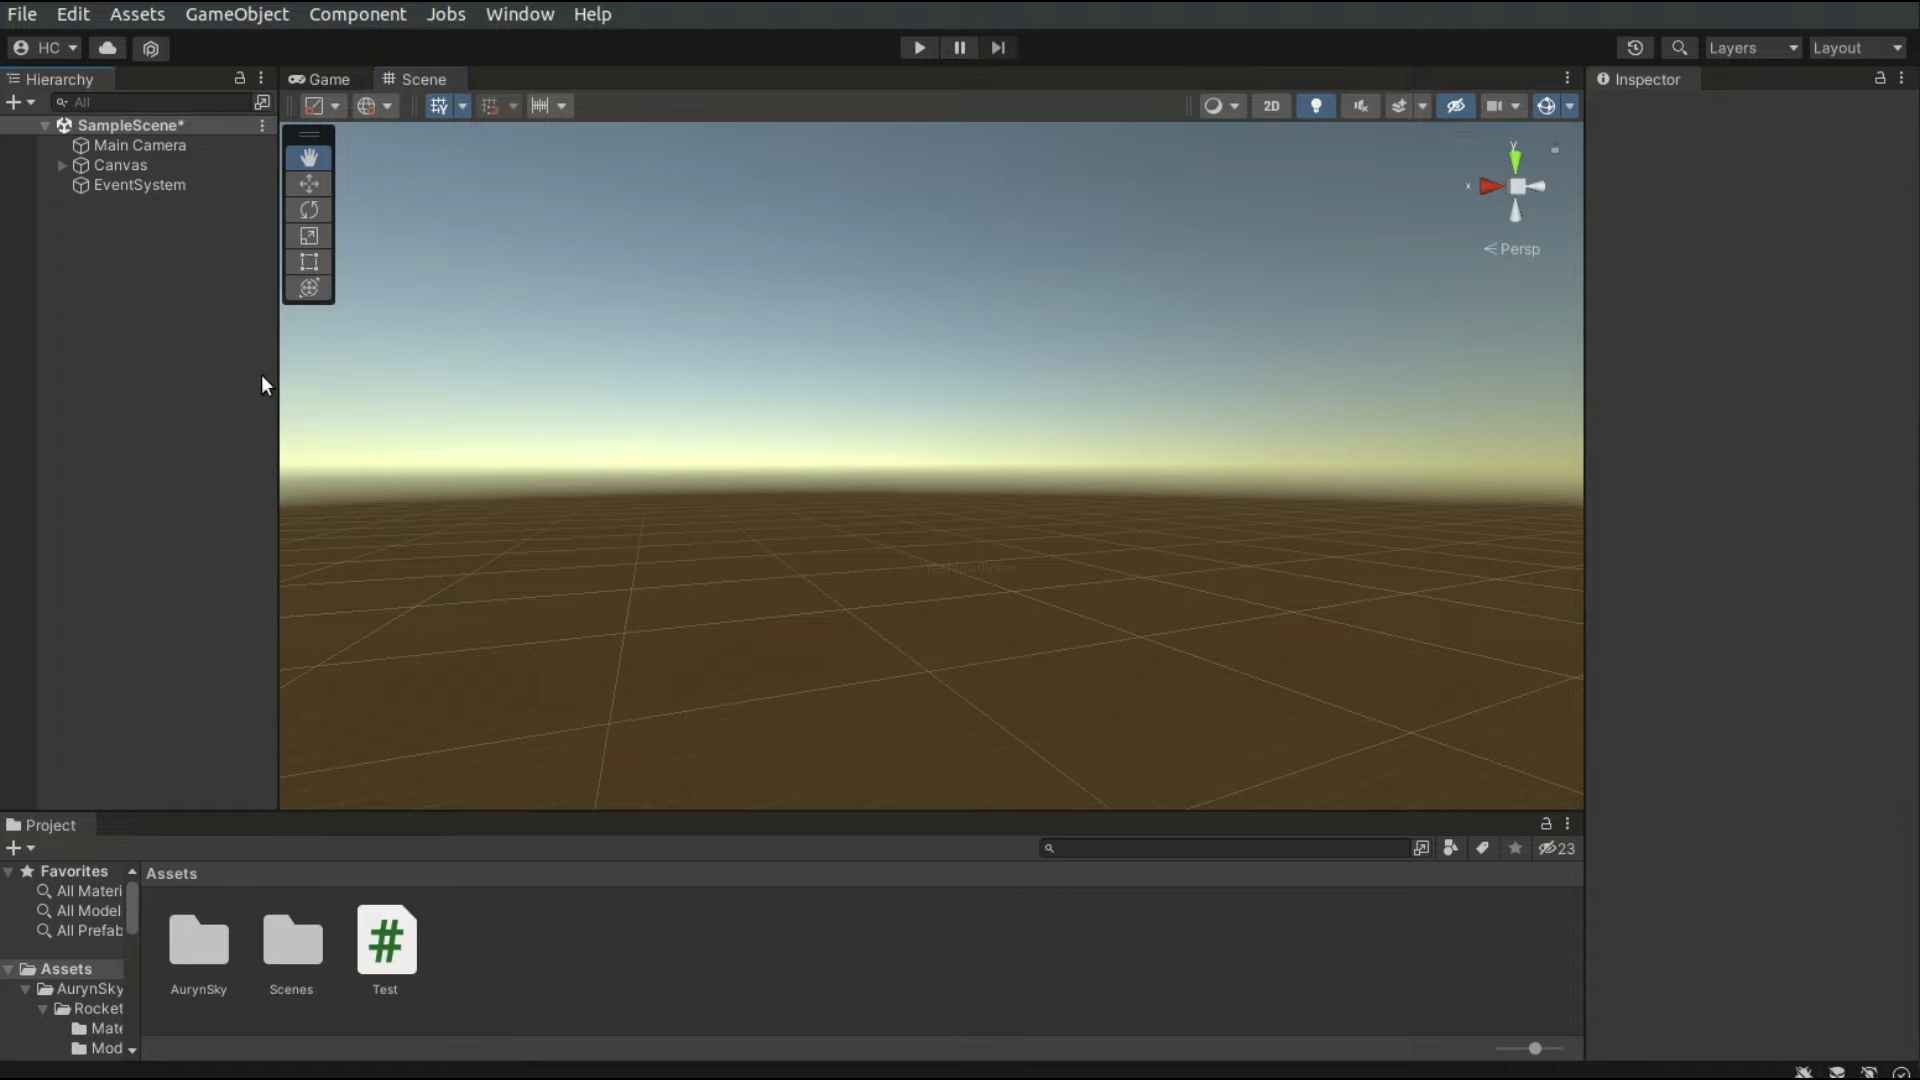 File Edit Assets GameObject Component Jobs Window Help
HC Layers Layout
Hierarchy Game Scene Inspector
All 2D
SampleScene*
Main Camera
Canvas
EventSystem
y
x
Persp
Project
23
Favorites Assets
All Materi
All Model
All Prefab
Assets
AurynSky
Rocket
Mate
Mod
AurynSky Scenes Test